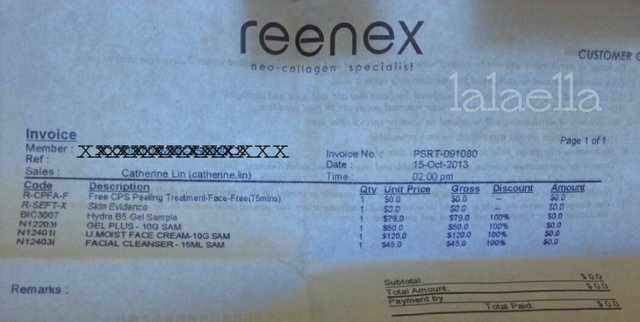 reenex
neo-collagen specialist
CUSTOMER
lalaella
Invoice
Page 1 of 1
Member :
Invoice No PSRT-091080
Ref :
Date : 15-Oct-2013
Sales : Catherine Lin (catherine,lin)
Time : 02:00 pm
Code Description Qty Unit Price Gross Discount Amount
R-CPFA-F Free CPS Peeling Treatment-Face-Free(75mins) 1 $0.0 $0.0 -- $0.0
R-SEFT-X Skin Evidence 1 $0.0 $0.0 -- $0.0
BIC3007 Hydra B5 Gel Sample 1 $79.0 $79.0 100% $0.0
N12203I GEL PLUS - 10G SAM 1 $60.0 $60.0 100% $0.0
N12401I U.MOIST FACE CREAM-10G SAM 1 $120.0 $120.0 100% $0.0
N12403I FACIAL CLEANSER - 15ML SAM 1 $45.0 $45.0 100% $0.0
Subtotal: $0.0
Total Amount: $0.0
Payment by
Total Paid: $0.0
Remarks :